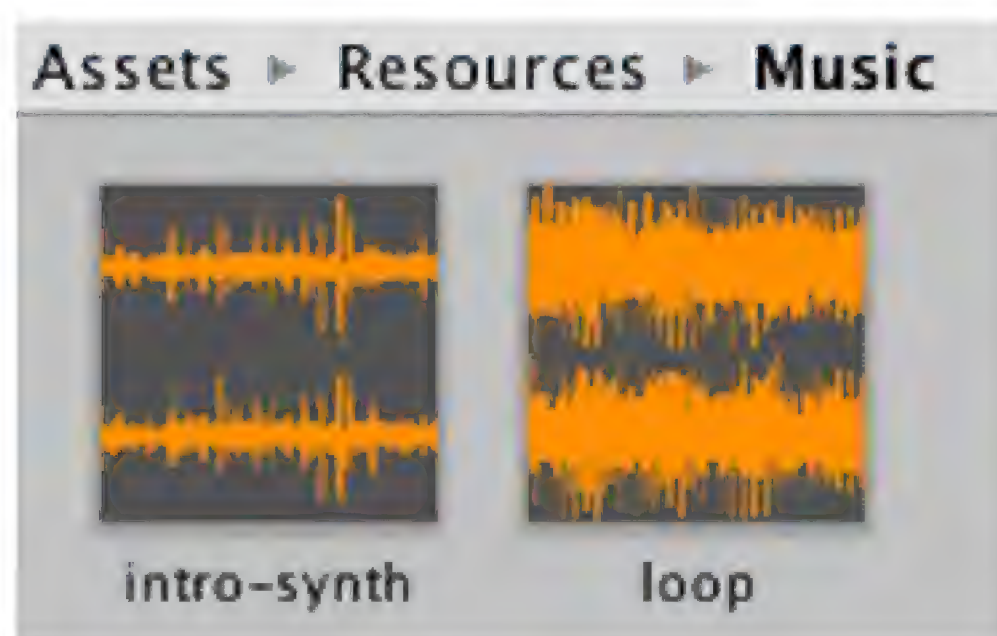 Assets ▸ Resources ▸ Music
intro-synth
loop